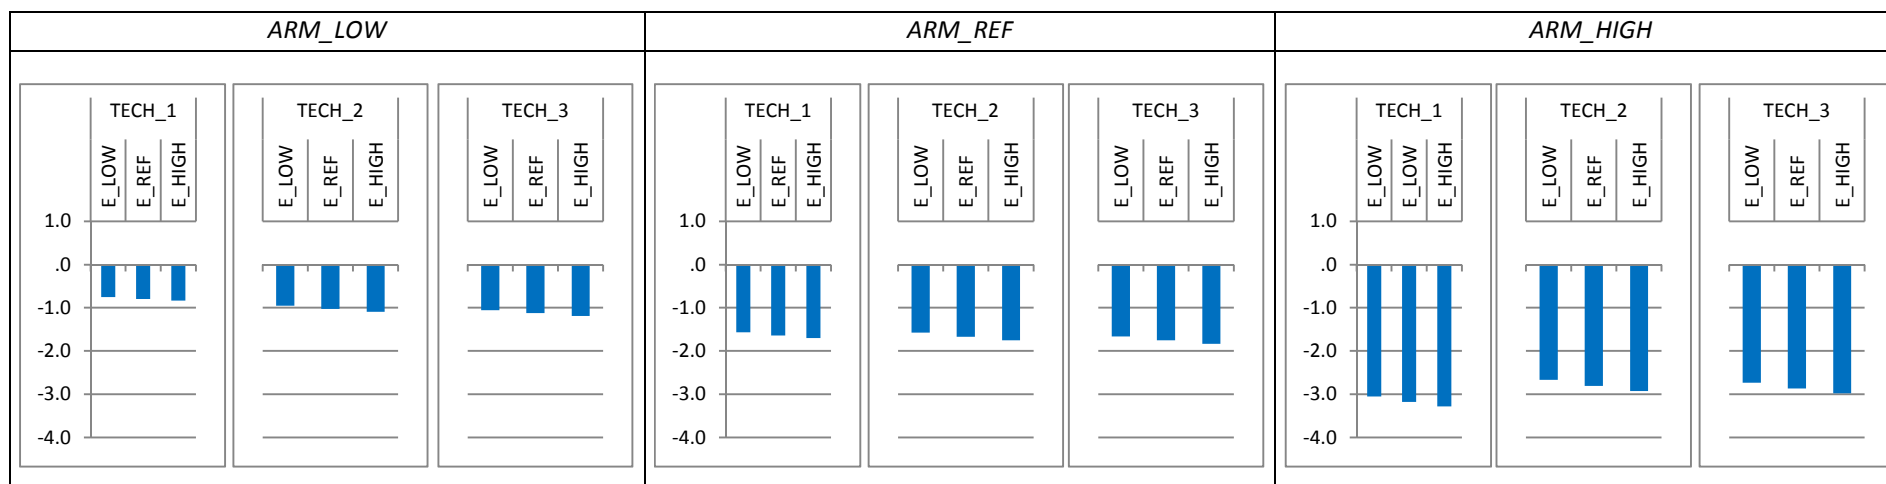 ARM_LOW ARM_REF ARM_HIGH
TECH_1 TECH_2 TECH_3 TECH_1 TECH_2 TECH_3 TECH_1 TECH_2 TECH_3
E_LOW E_REF E_HIGH E_LOW E_REF E_HIGH E_LOW E_REF E_HIGH E_LOW E_REF E_HIGH E_LOW E_REF E_HIGH E_LOW E_REF E_HIGH E_LOW E_LOW E_HIGH E_LOW E_REF E_HIGH E_LOW E_REF E_HIGH
1.0 1.0 1.0
.0 .0 .0
-1.0 -1.0 -1.0
-2.0 -2.0 -2.0
-3.0 -3.0 -3.0
-4.0 -4.0 -4.0